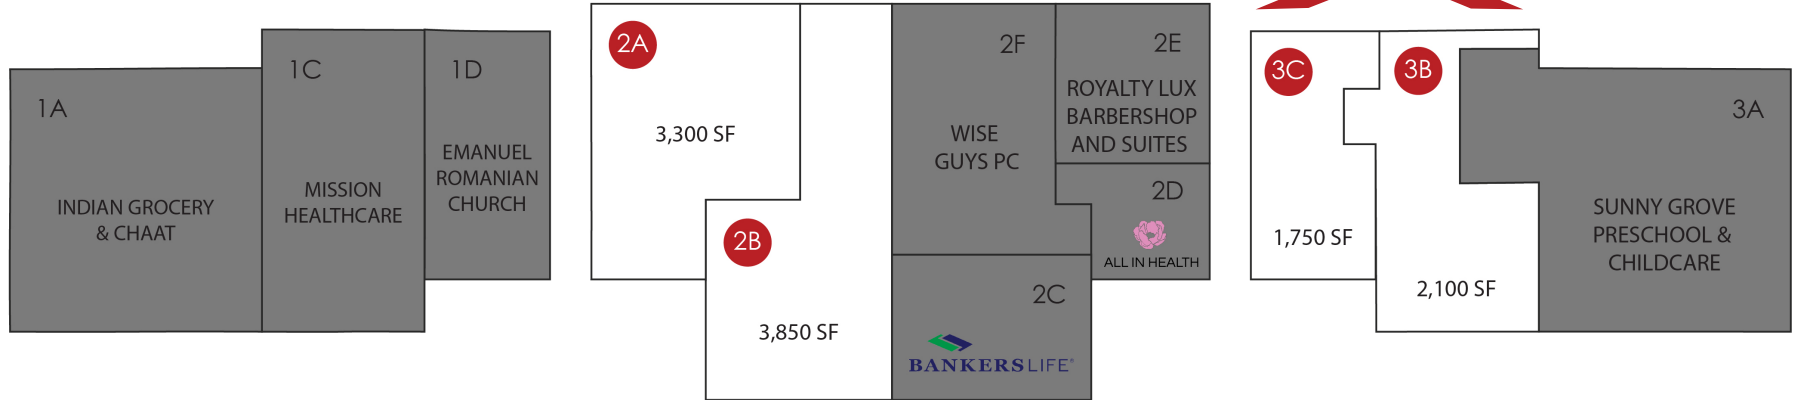 1A
INDIAN GROCERY
& CHAAT
1C
MISSION
HEALTHCARE
1D
EMANUEL
ROMANIAN
CHURCH
2A
3,300 SF
2B
3,850 SF
2F
WISE
GUYS PC
2E
ROYALTY LUX
BARBERSHOP
AND SUITES
2D
ALL IN HEALTH
2C
BANKERS LIFE®
3C
1,750 SF
3B
2,100 SF
3A
SUNNY GROVE
PRESCHOOL &
CHILDCARE